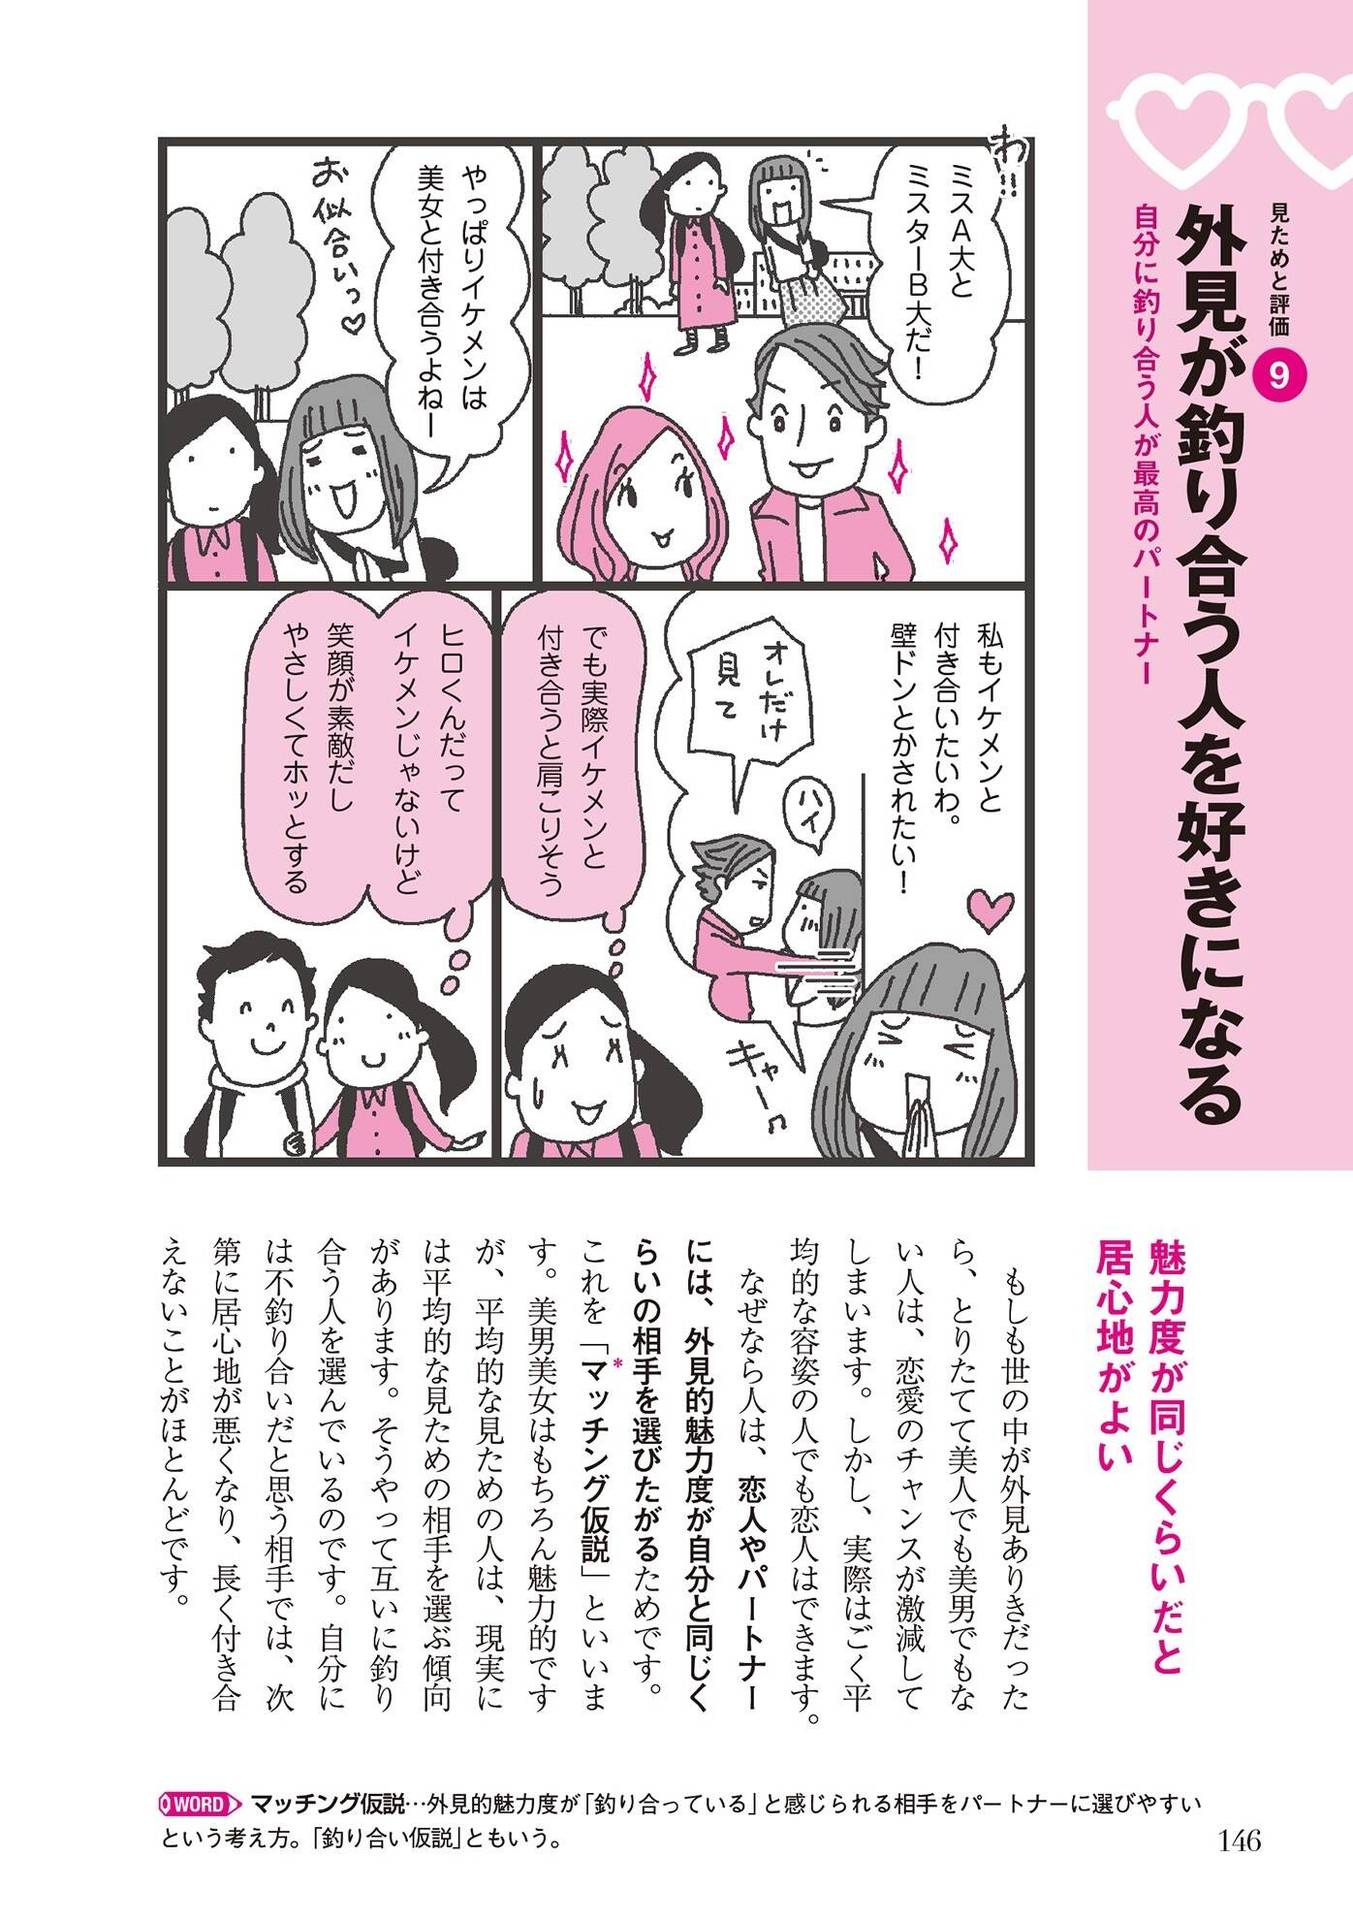 見ためと評価 9
外見が釣り合う人を好きになる
自分に釣り合う人が最高のパートナー
わ!!
ミスA大と
ミスターB大だ！
やっぱりイケメンは
美女と付き合うよねー
お似合いっ♡
私もイケメンと
付き合いたいわ。
壁ドンとかされたい！
オレだけ
見て
ハイ
キャー♫
でも実際イケメンと
付き合うと肩こりそう
ヒロくんだって
イケメンじゃないけど
笑顔が素敵だし
やさしくてホッとする
魅力度が同じくらいだと
居心地がよい
もしも世の中が外見ありきだった
ら、とりたてて美人でも美男でもな
い人は、恋愛のチャンスが激減して
しまいます。しかし、実際はごく平
均的な容姿の人でも恋人はできます。
なぜなら人は、恋人やパートナー
には、外見的魅力度が自分と同じく
らいの相手を選びたがるためです。
これを「マッチング仮説*」といいま
す。美男美女はもちろん魅力的です
が、平均的な見ための人は、現実に
は平均的な見ための相手を選ぶ傾向
があります。そうやって互いに釣り
合う人を選んでいるのです。自分に
は不釣り合いだと思う相手では、次
第に居心地が悪くなり、長く付き合
えないことがほとんどです。
WORD マッチング仮説…外見的魅力度が「釣り合っている」と感じられる相手をパートナーに選びやすい
という考え方。「釣り合い仮説」ともいう。
146